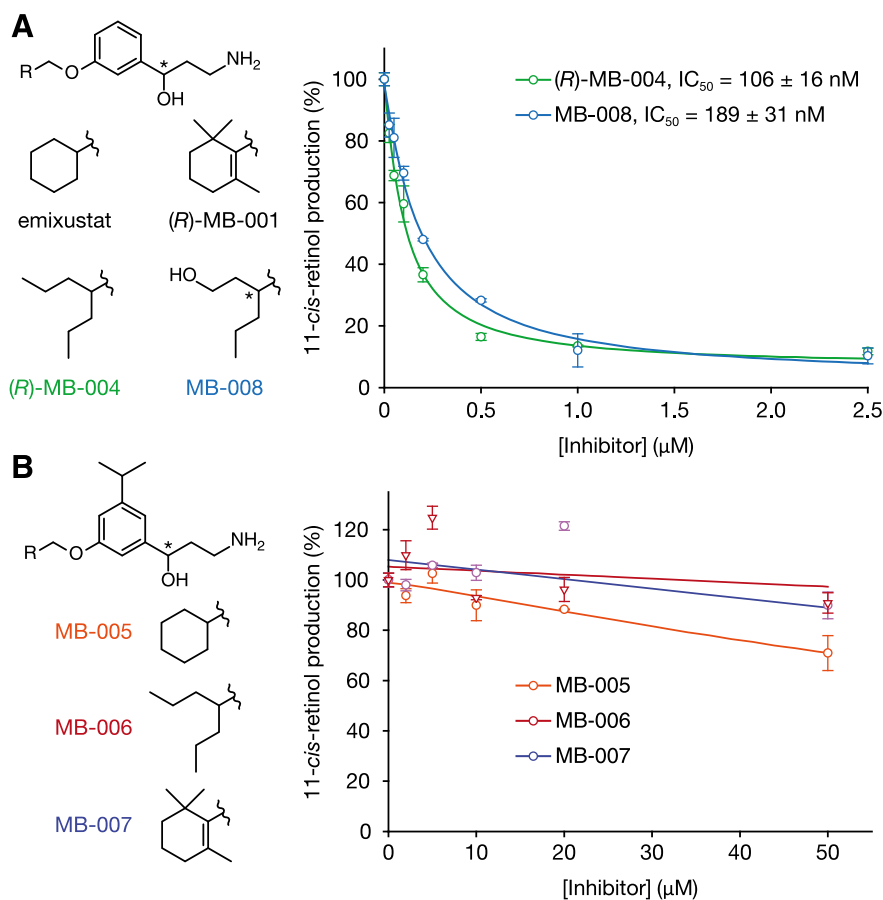 A
R
O
*
OH
NH2
emixustat
(R)-MB-001
HO
*
(R)-MB-004
MB-008
11-cis-retinol production (%)
100
80
60
40
20
0
(R)-MB-004, IC50 = 106 ± 16 nM
MB-008, IC50 = 189 ± 31 nM
0
0.5
1.0
1.5
2.0
2.5
[Inhibitor] (µM)
B
R
O
*
OH
NH2
MB-005
MB-006
MB-007
11-cis-retinol production (%)
120
100
80
60
40
20
0
MB-005
MB-006
MB-007
0
10
20
30
40
50
[Inhibitor] (µM)